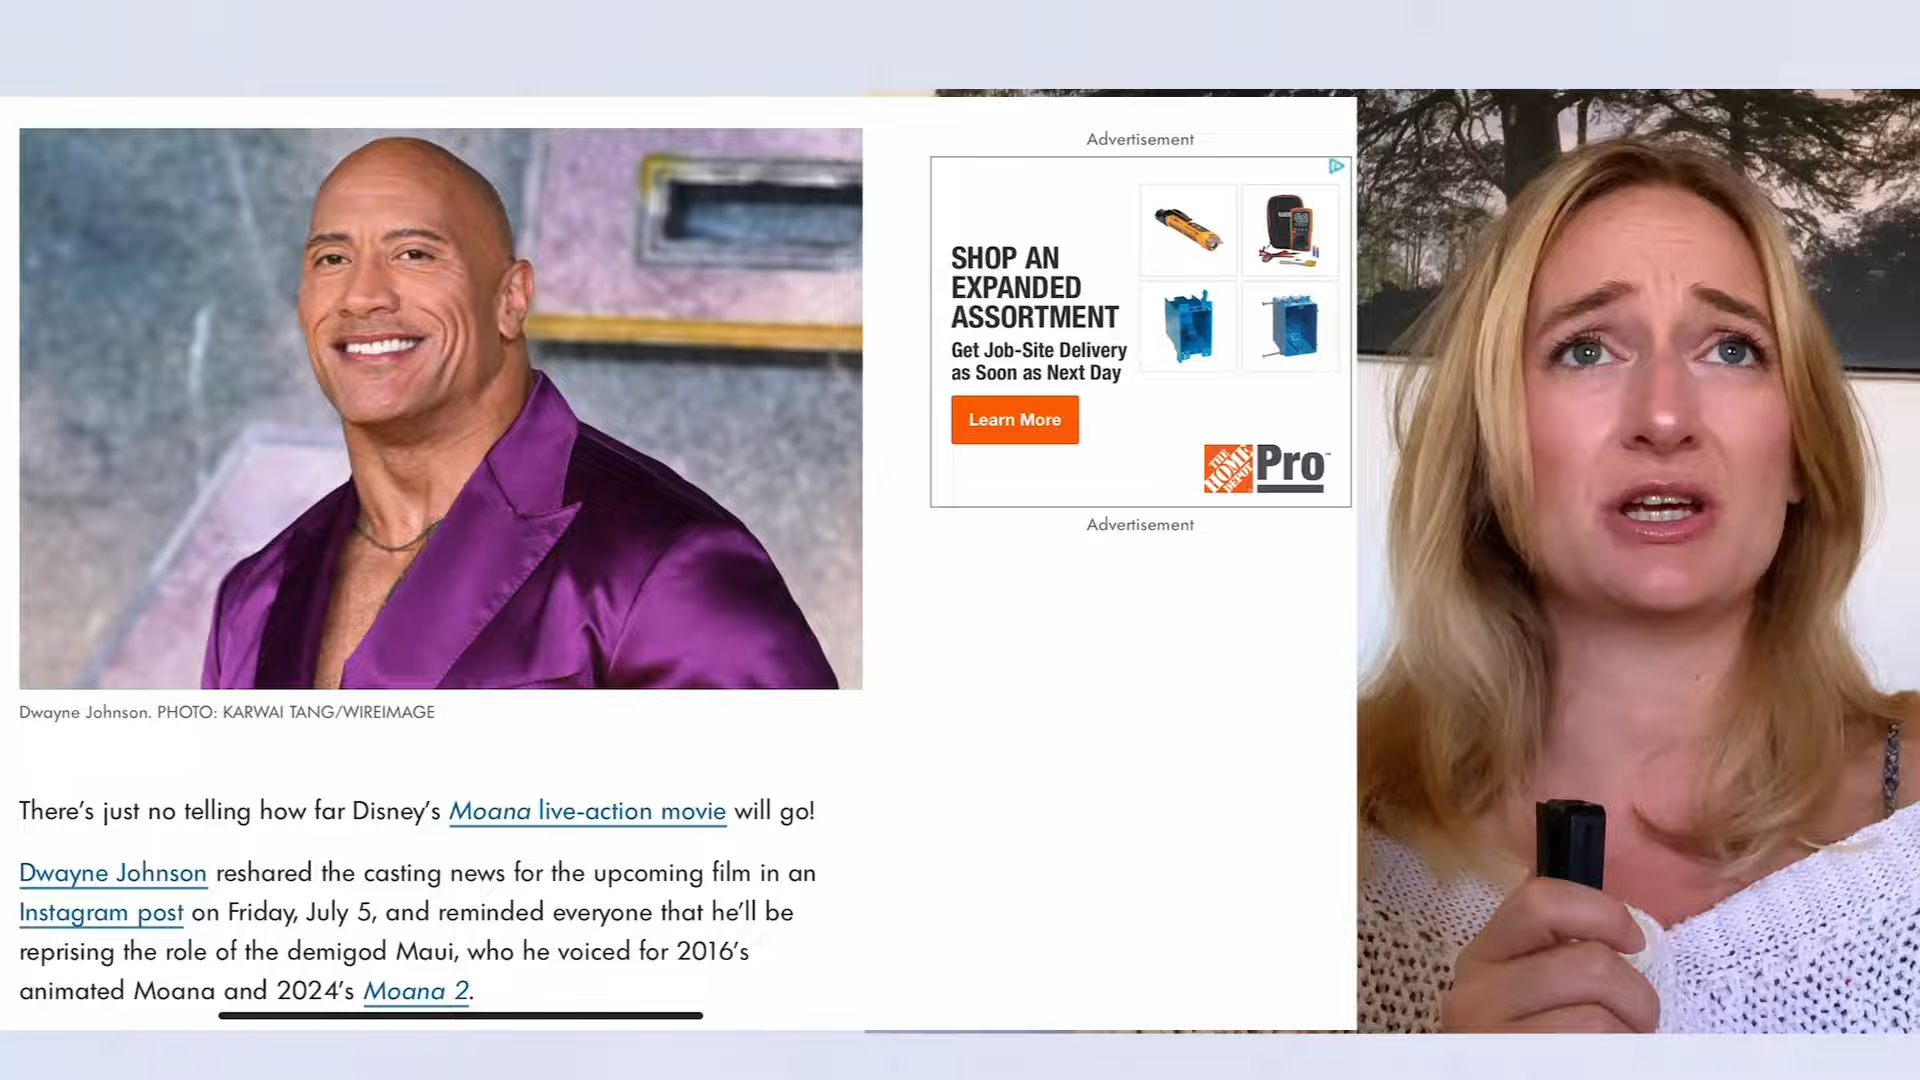 Dwayne Johnson. PHOTO: KARWAI TANG/WIREIMAGE
There's just no telling how far Disney's Moana live-action movie will go!
Dwayne Johnson reshared the casting news for the upcoming film in an
Instagram post on Friday, July 5, and reminded everyone that he'll be
reprising the role of the demigod Maui, who he voiced for 2016's
animated Moana and 2024's Moana 2.
Advertisement
SHOP AN
EXPANDED
ASSORTMENT
Get Job-Site Delivery
as Soon as Next Day
Learn More
THE
HOME
DEPOT
Pro™
Advertisement